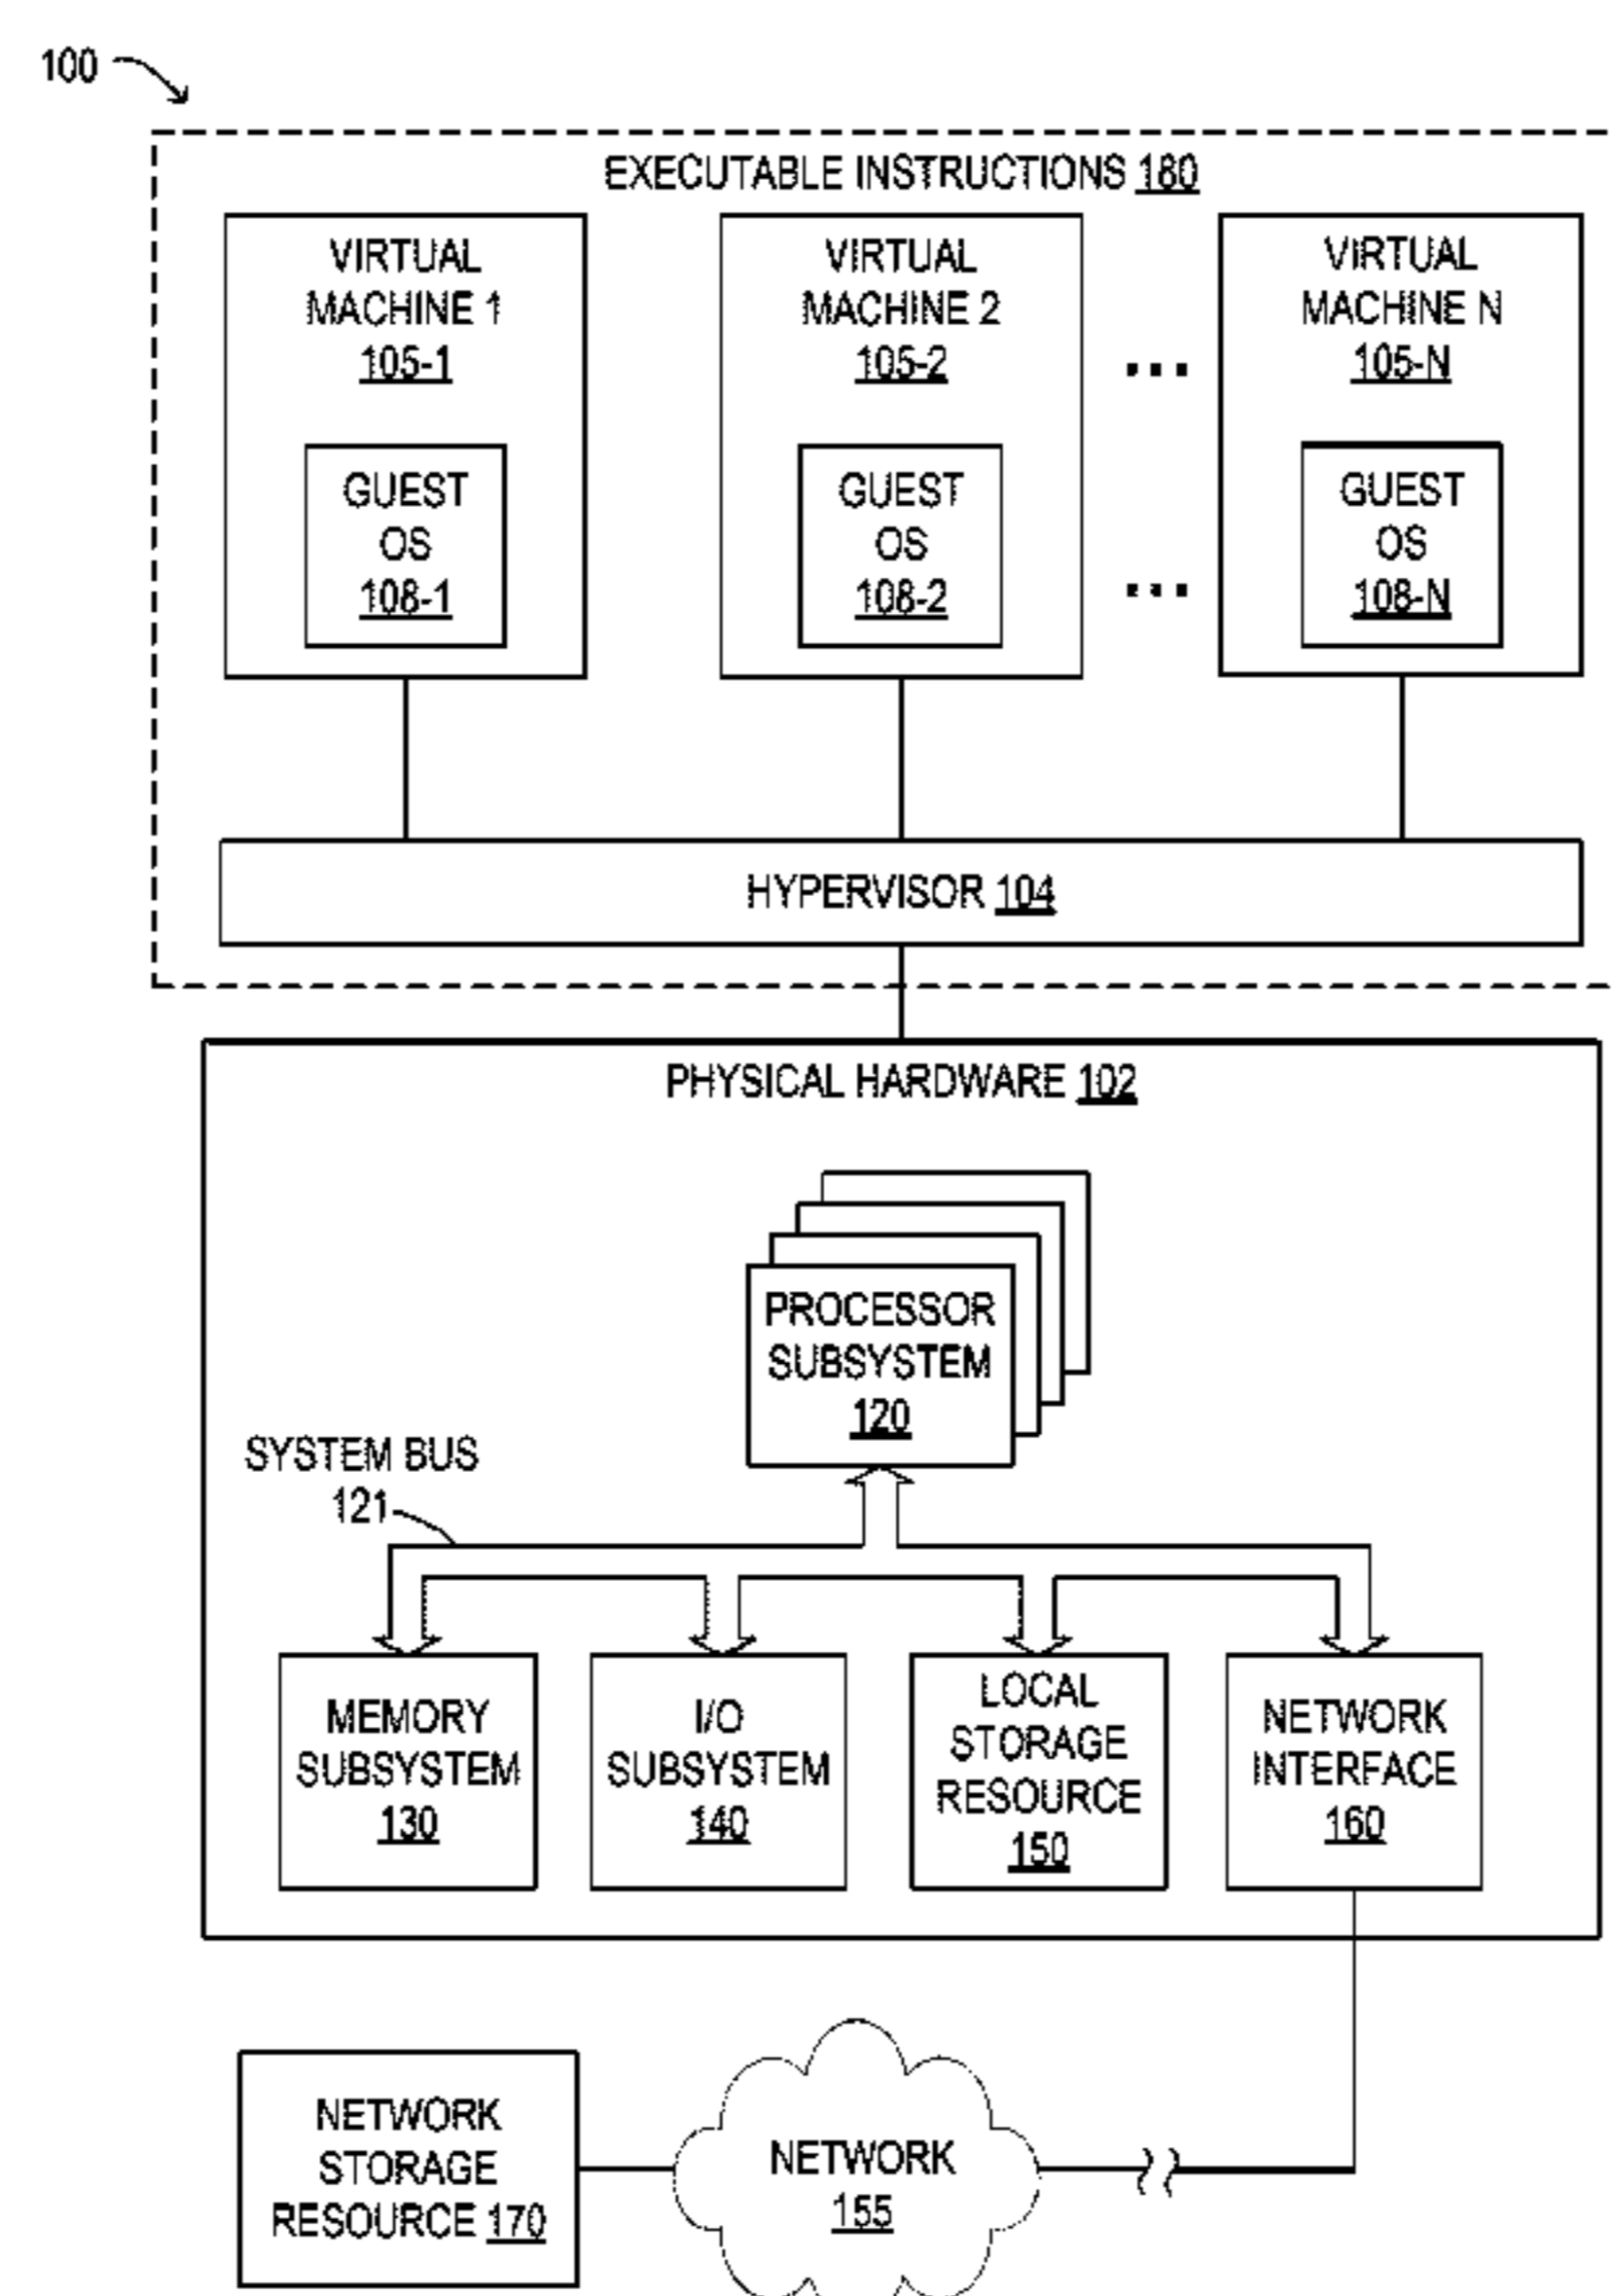 100
EXECUTABLE INSTRUCTIONS 180
VIRTUAL
MACHINE 1
105-1
GUEST
OS
108-1
VIRTUAL
MACHINE 2
105-2
GUEST
OS
108-2
...
...
VIRTUAL
MACHINE N
105-N
GUEST
OS
108-N
HYPERVISOR 104
PHYSICAL HARDWARE 102
PROCESSOR
SUBSYSTEM
120
SYSTEM BUS
121
MEMORY
SUBSYSTEM
130
I/O
SUBSYSTEM
140
LOCAL
STORAGE
RESOURCE
150
NETWORK
INTERFACE
160
NETWORK
STORAGE
RESOURCE 170
NETWORK
155